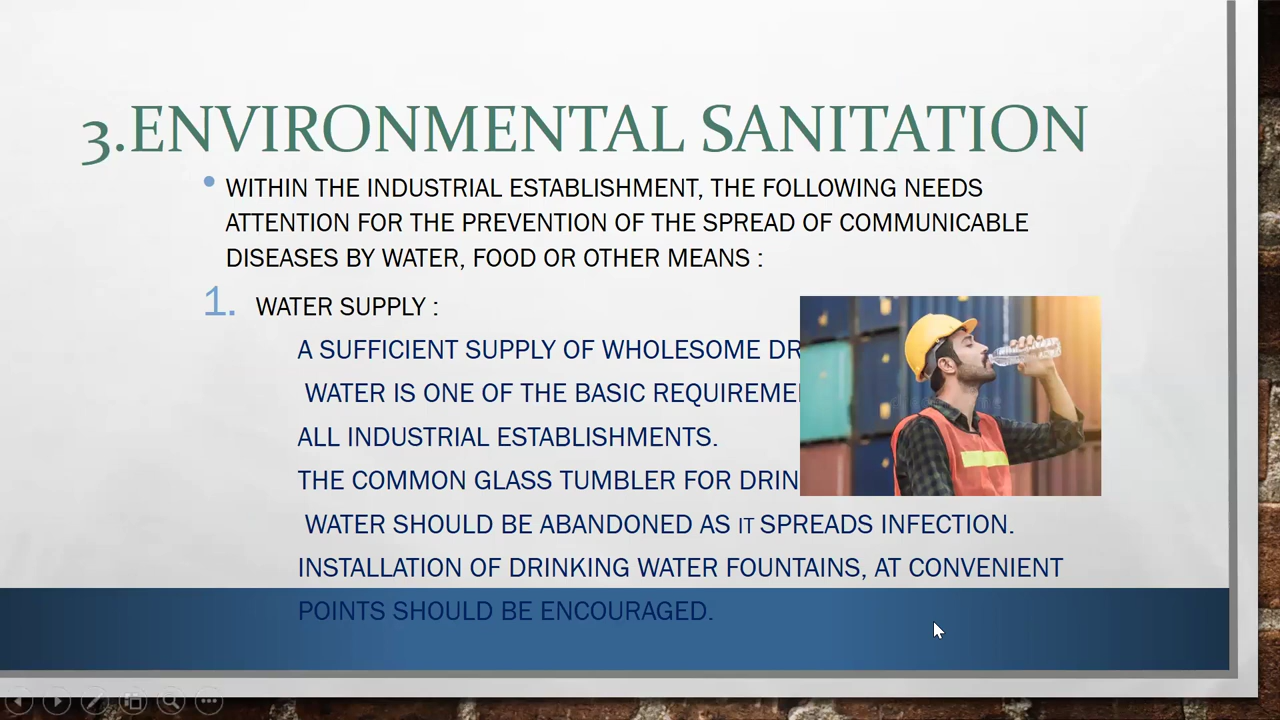 3.ENVIRONMENTAL SANITATION
• WITHIN THE INDUSTRIAL ESTABLISHMENT, THE FOLLOWING NEEDS
ATTENTION FOR THE PREVENTION OF THE SPREAD OF COMMUNICABLE
DISEASES BY WATER, FOOD OR OTHER MEANS :
1. WATER SUPPLY :
A SUFFICIENT SUPPLY OF WHOLESOME
WATER IS ONE OF THE BASIC
ALL INDUSTRIAL ESTABLISHMENTS.
THE COMMON GLASS TUMBLER FOR
WATER SHOULD BE ABANDONED AS IT SPREADS INFECTION.
INSTALLATION OF DRINKING WATER FOUNTAINS, AT CONVENIENT
POINTS SHOULD BE ENCOURAGED.